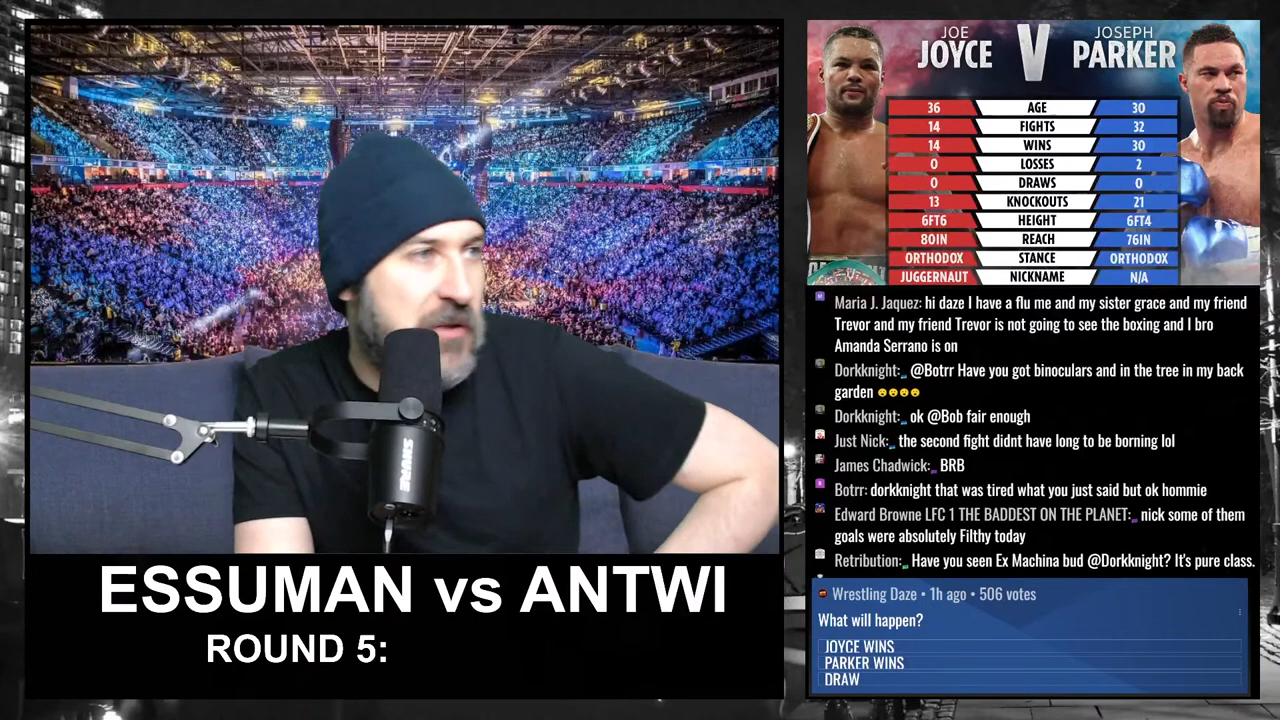 ESSUMAN vs ANTWI
ROUND 5:
SHURE
JOE JOYCE V JOSEPH PARKER
36 AGE 30
14 FIGHTS 32
14 WINS 30
0 LOSSES 2
0 DRAWS 0
13 KNOCKOUTS 21
6FT6 HEIGHT 6FT4
80IN REACH 76IN
ORTHODOX STANCE ORTHODOX
JUGGERNAUT NICKNAME N/A
Maria J. Jaquez: hi daze I have a flu me and my sister grace and my friend
Trevor and my friend Trevor is not going to see the boxing and I bro
Amanda Serrano is on
Dorkknight: @Botrr Have you got binoculars and in the tree in my back
garden 😮😮😮😮
Dorkknight: ok @Bob fair enough
Just Nick: the second fight didnt have long to be borning lol
James Chadwick: BRB
Botrr: dorkknight that was tired what you just said but ok hommie
Edward Browne LFC 1 THE BADDEST ON THE PLANET: nick some of them
goals were absolutely Filthy today
Retribution: Have you seen Ex Machina bud @Dorkknight? It's pure class.
Wrestling Daze • 1h ago • 506 votes
What will happen?
JOYCE WINS
PARKER WINS
DRAW